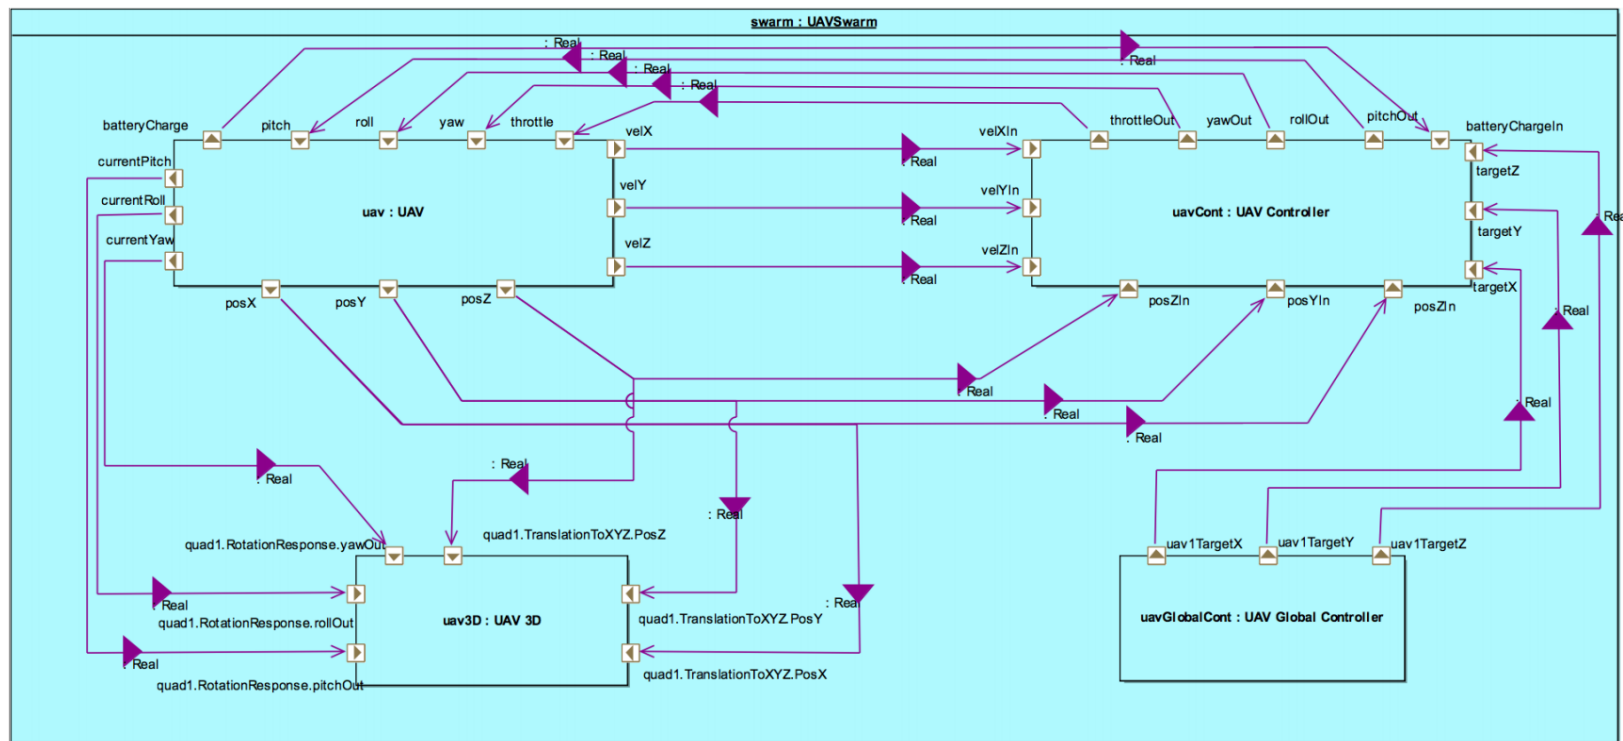 swarm : UAVSwarm
: Real
: Real
: Real
: Real
: Real
batteryCharge
pitch
roll
yaw
throttle
velX
velXIn
throttleOut
yawOut
rollOut
pitchOut
batteryChargeIn
currentPitch
: Real
targetZ
currentRoll
velY
velYIn
uav : UAV
uavCont : UAV Controller
: Real
targetY
currentYaw
velZ
velZIn
: Real
targetX
posX
posY
posZ
posZIn
posYIn
posZIn
Rea
: Real
: Real
: Real
: Real
: Real
: Real
: Real
: Real
quad1.RotationResponse.yawOut
quad1.TranslationToXYZ.PosZ
uav1TargetX
uav1TargetY
uav1TargetZ
: Real
: Real
quad1.RotationResponse.rollOut
uav3D : UAV 3D
quad1.TranslationToXYZ.PosY
uavGlobalCont : UAV Global Controller
: Real
quad1.RotationResponse.pitchOut
quad1.TranslationToXYZ.PosX